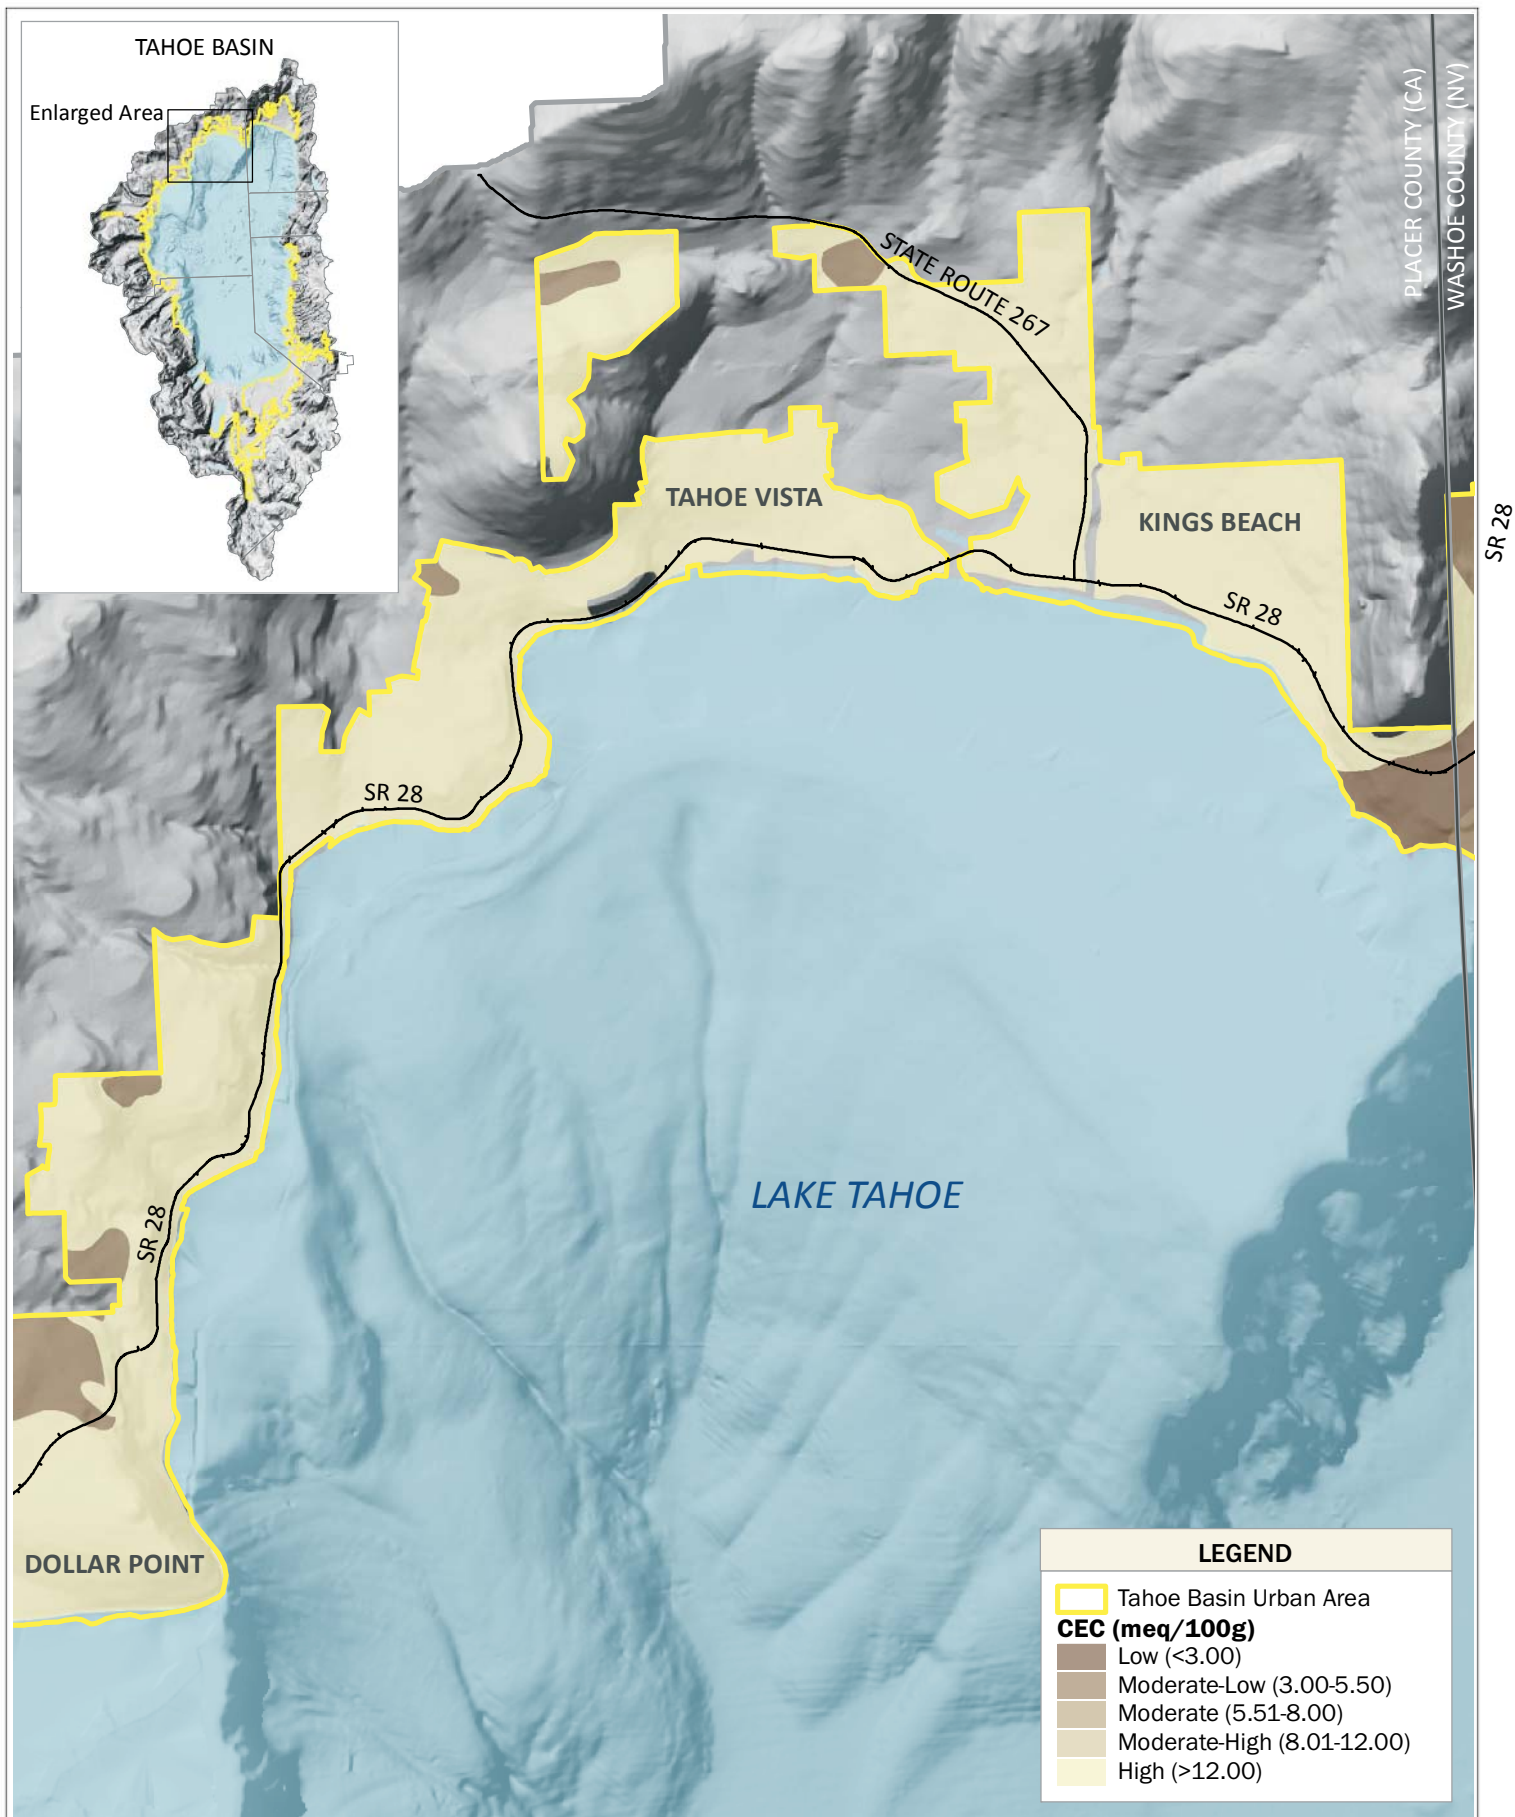 TAHOE BASIN
Enlarged Area
PLACER COUNTY (CA)
WASHOE COUNTY (NV)
STATE ROUTE 267
TAHOE VISTA
KINGS BEACH
SR 28
SR 28
SR 28
LAKE TAHOE
SR 28
DOLLAR POINT
LEGEND
Tahoe Basin Urban Area
CEC (meq/100g)
Low (<3.00)
Moderate-Low (3.00-5.50)
Moderate (5.51-8.00)
Moderate-High (8.01-12.00)
High (>12.00)